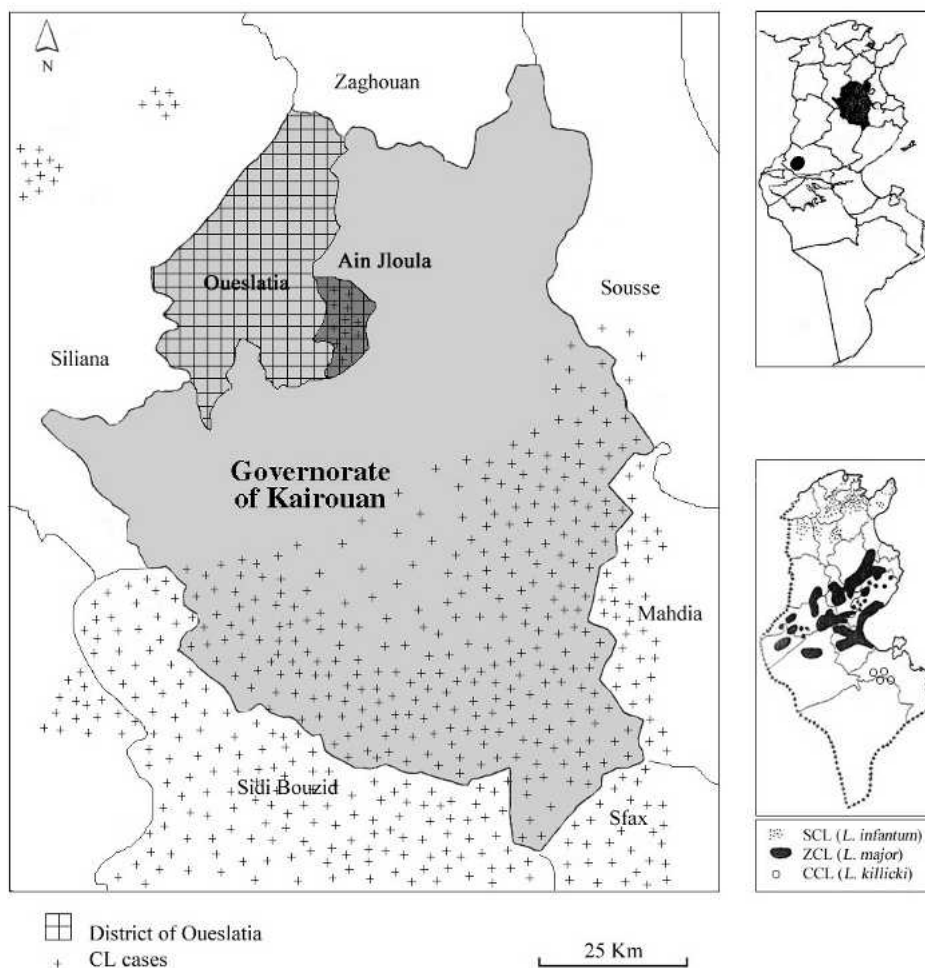 N
Zaghouan
Ain Jloula
Oueslatia
Sousse
Siliana
Governorate
of Kairouan
Mahdia
Sidi Bouzid
Sfax
SCL (L. infantum)
ZCL (L. major)
CCL (L. killicki)
District of Oueslatia
CL cases
25 Km